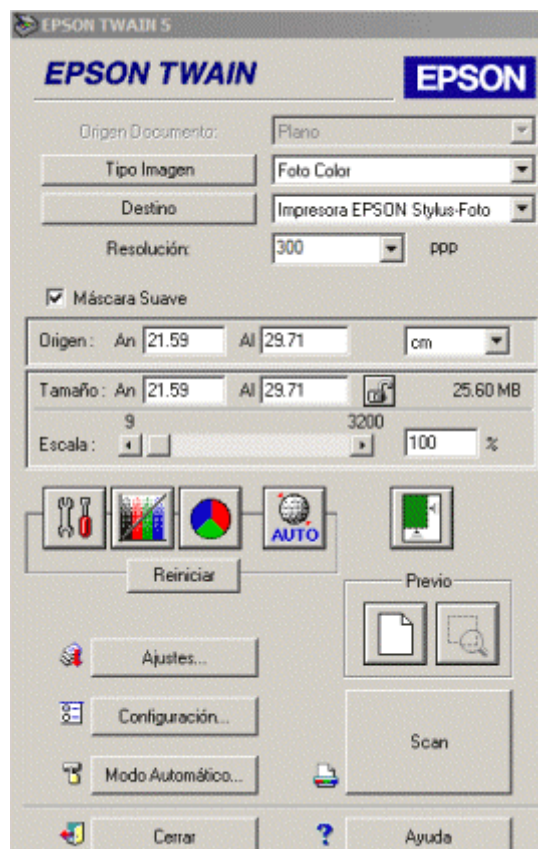 EPSON TWAIN 5
EPSON TWAIN EPSON
Origen Documento: Plano
Tipo Imagen Foto Color
Destino Impresora EPSON Stylus-Foto
Resolución: 300 ppp
Máscara Suave
Origen : An 21.59 Al 29.71 cm
Tamaño : An 21.59 Al 29.71 25.60 MB
9 3200
Escala : 100 %
AUTO
Reiniciar
Previo
Ajustes...
Configuración...
Scan
Modo Automático...
Cerrar ? Ayuda